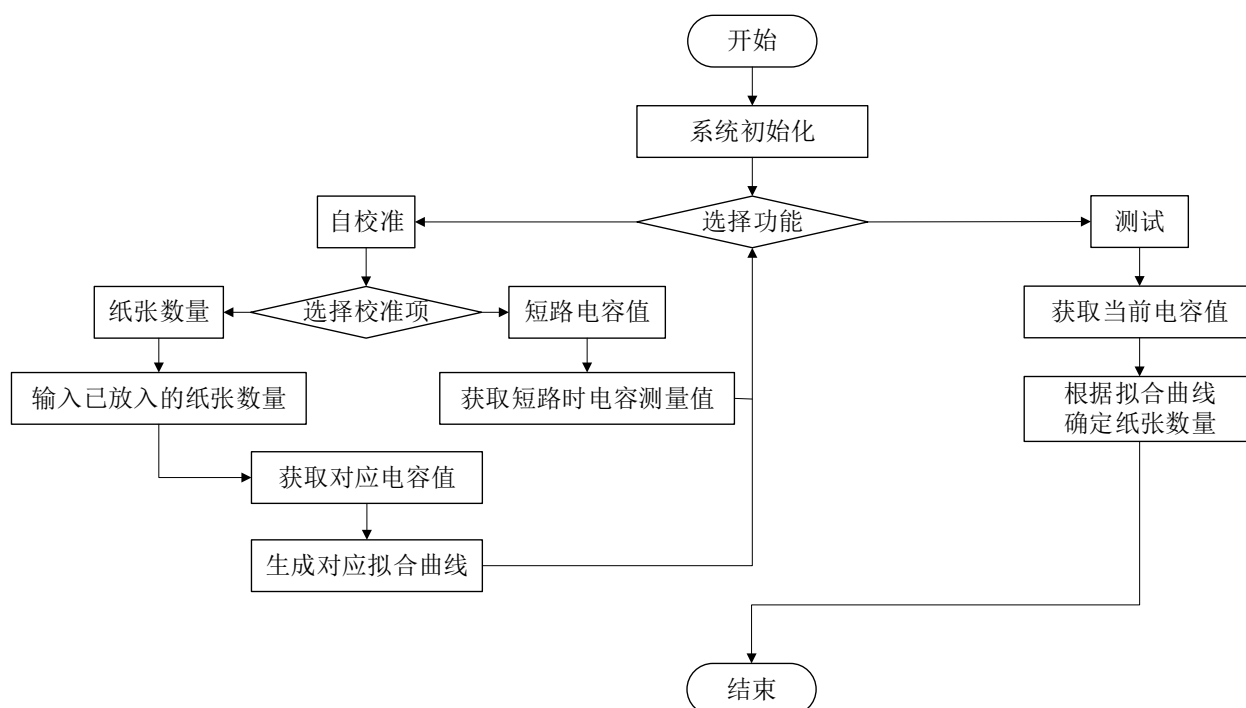 开始
系统初始化
自校准
选择功能
测试
纸张数量
选择校准项
短路电容值
获取当前电容值
输入已放入的纸张数量
获取短路时电容测量值
根据拟合曲线
确定纸张数量
获取对应电容值
生成对应拟合曲线
结束